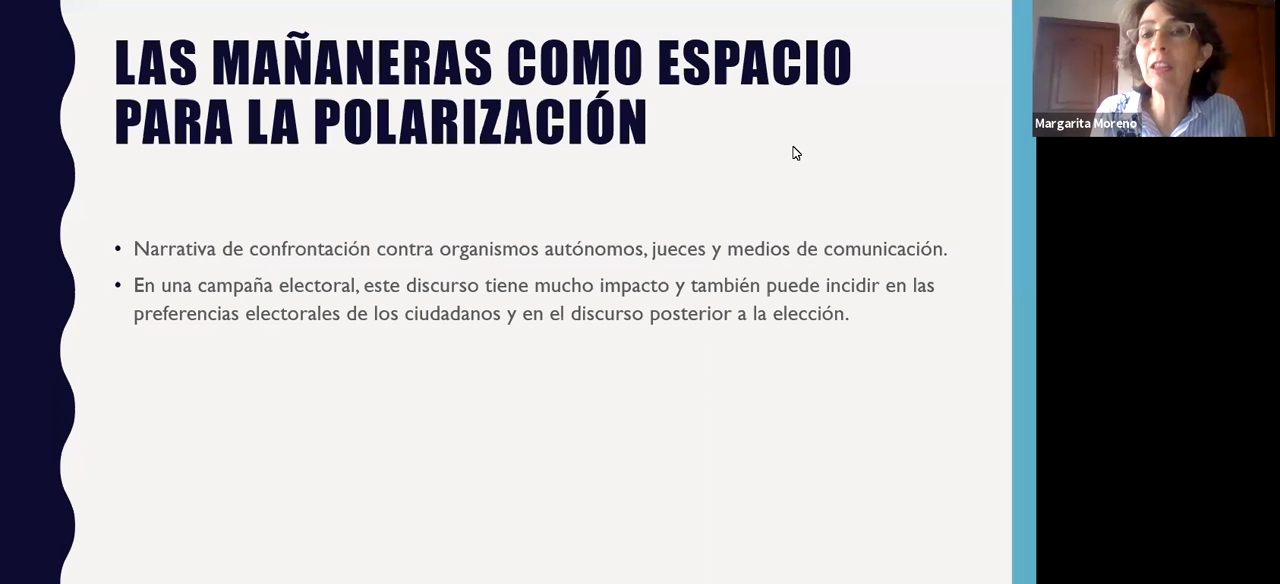 LAS MAÑANERAS COMO ESPACIO
PARA LA POLARIZACIÓN
• Narrativa de confrontación contra organismos autónomos, jueces y medios de comunicación.
• En una campaña electoral, este discurso tiene mucho impacto y también puede incidir en las
preferencias electorales de los ciudadanos y en el discurso posterior a la elección.
Margarita Moreno